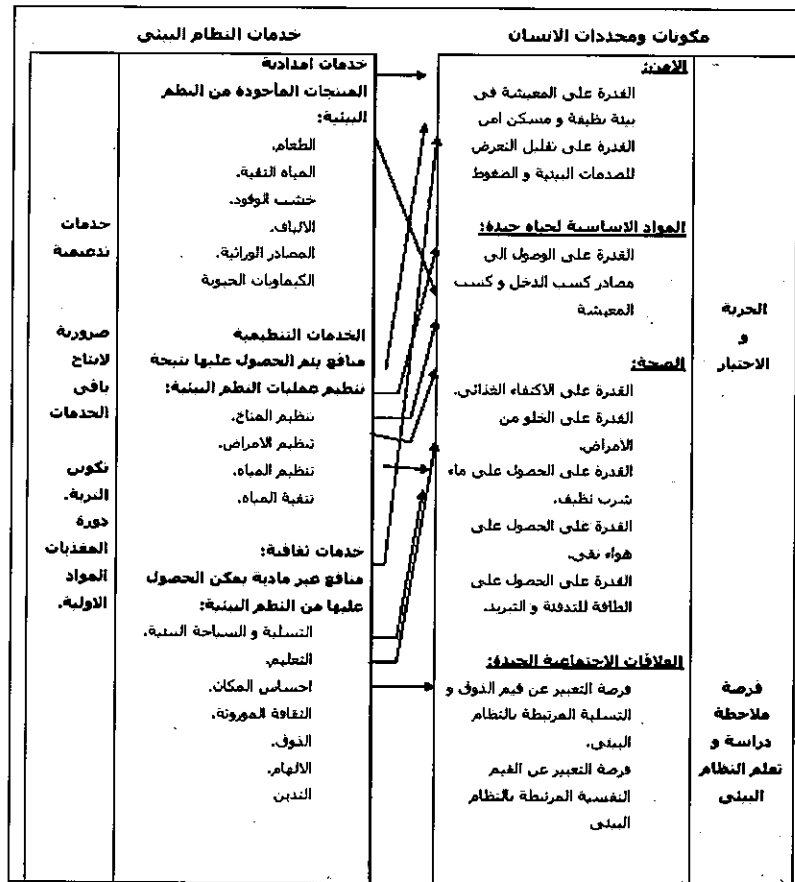 مكونات ومحددات الانسان
خدمات النظام البيئى
الامن:
القدرة على المعيشة فى
بيئة نظيفة و مسكن امن
القدرة على تقليل التعرض
للصدمات البيئية و الضغوط
المواد الاساسية لحياه جيدة:
القدرة على الوصول الى
مصادر كسب الدخل و كسب
المعيشة
الصحة:
القدرة على الاكتفاء الغذائي.
القدرة على الخلو من
الامراض.
القدرة على الحصول على ماء
شرب نظيف.
القدرة على الحصول على
هواء نقي.
القدرة على الحصول على
الطاقة للتدفئة و التبريد.
العلاقات الاجتماعية الجيدة:
فرصة التعبير عن قيم الذوق و
التسلية المرتبطة بالنظام
البيئي.
فرصة التعبير عن القيم
النفسية المرتبطة بالنظام
البيئى
الحرية
و
الاختيار
فرصة
ملاحظة
دراسة و
تعلم النظام
البيئى
خدمات امدادية
المنتجات المأخوذة من النظم
البيئية:
الطعام.
المياه النقية.
خشب الوقود.
الالياف.
المصادر الوراثية.
الكيماويات الحيوية
الخدمات التنظيمية
منافع يتم الحصول عليها نتيجة
تنظيم عمليات النظم البيئية:
تنظيم المناخ.
تنظيم الامراض.
تنظيم المياه.
تنقية المياه.
خدمات ثقافية:
منافع غير مادية يمكن الحصول
عليها من النظم البيئية:
التسلية و السياحة البيئية.
التعليم.
احساس المكان.
الثقافة الموروثة.
الذوق.
الالهام.
التدين
خدمات
تدعيمية
ضرورية
لانتاج
باقى
الخدمات
تكوين
التربة.
دورة
المغذيات
المواد
الاولية.